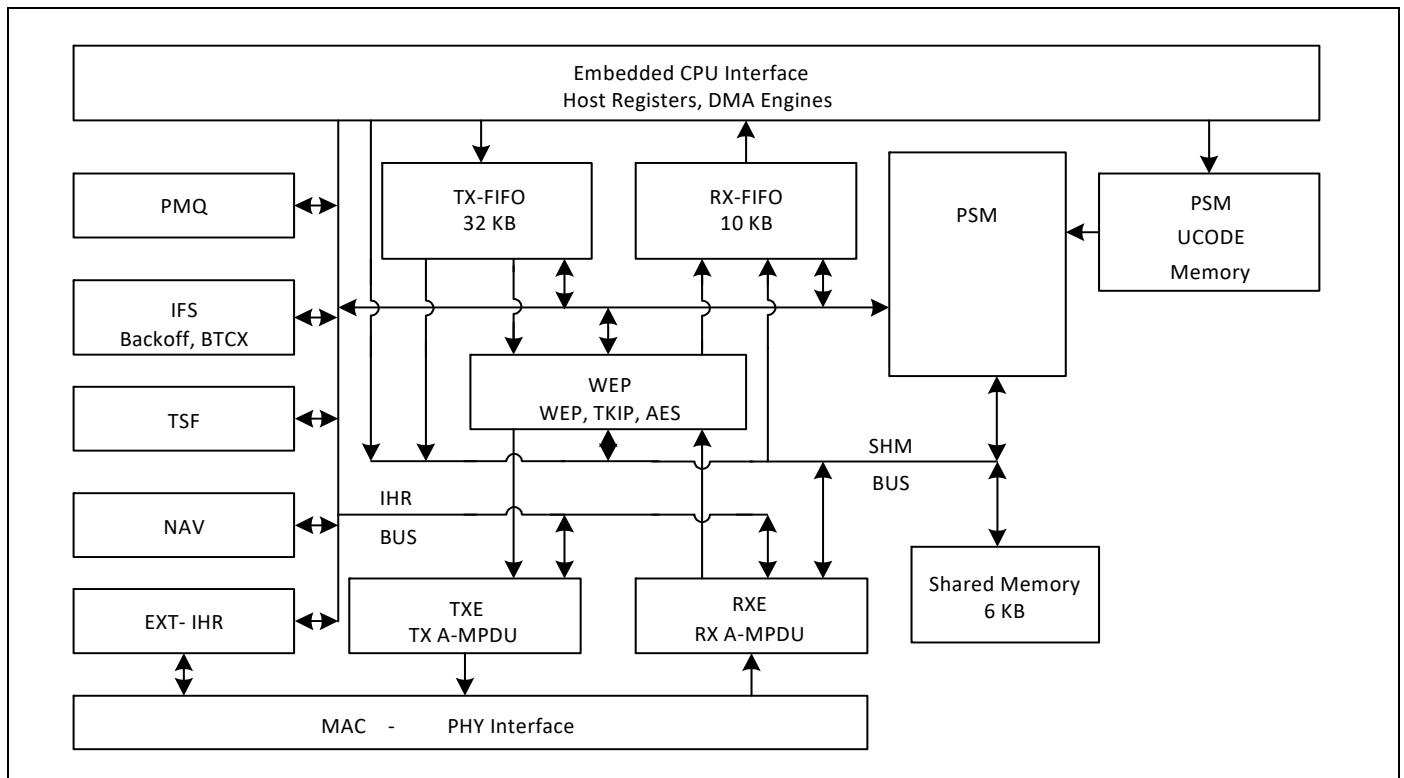 Embedded CPU Interface
Host Registers, DMA Engines
TX-FIFO
32 KB
RX-FIFO
10 KB
PSM
PSM
UCODE
Memory
PMQ
IFS
Backoff, BTCX
WEP
WEP, TKIP, AES
TSF
SHM
BUS
IHR
BUS
NAV
Shared Memory
6 KB
EXT- IHR
TXE
TX A-MPDU
RXE
RX A-MPDU
MAC - PHY Interface